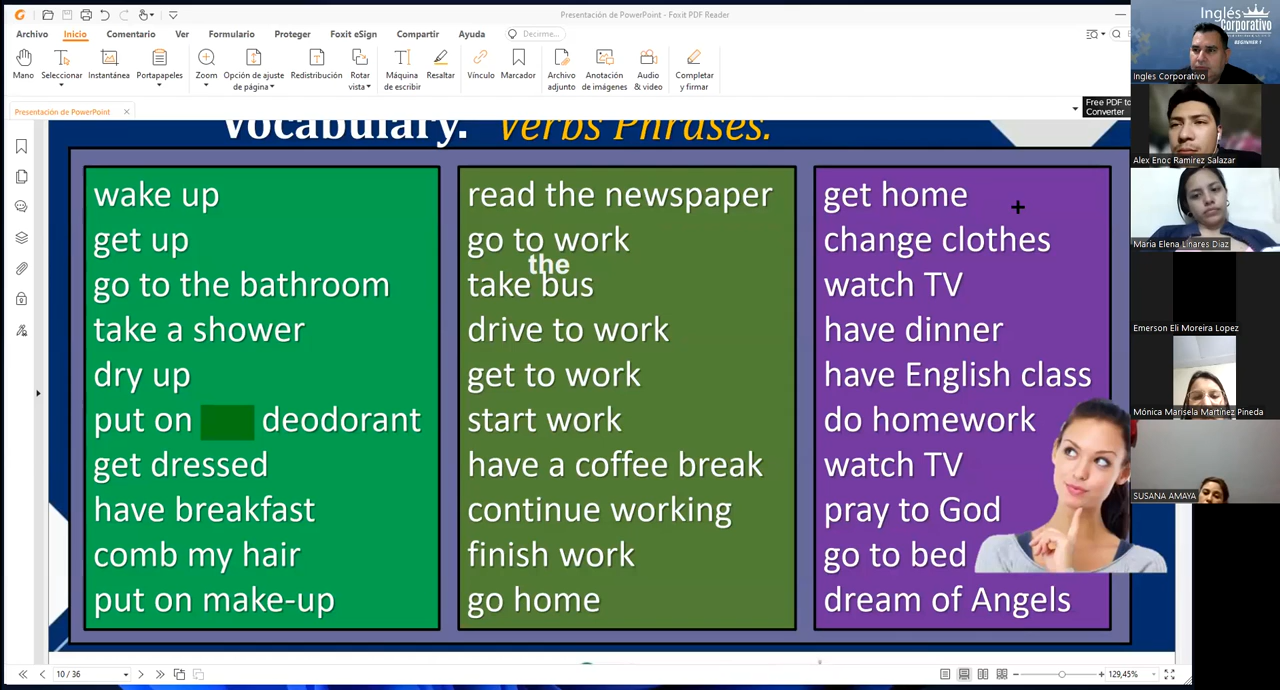 Presentación de PowerPoint - Foxit PDF Reader
Archivo Inicio Comentario Ver Formulario Proteger Foxit eSign Compartir Ayuda Decirme...
Mano Seleccionar Instantánea Portapapeles Zoom Opción de ajuste de página Redistribución Rotar vista Máquina de escribir Resaltar Vínculo Marcador Archivo adjunto Anotación de imágenes Audio & video Completar y firmar
Presentación de PowerPoint
Free PDF to
Converter
Vocabulary. Verbs Phrases.
wake up
get up
go to the bathroom
take a shower
dry up
put on deodorant
get dressed
have breakfast
comb my hair
put on make-up
read the newspaper
go to work
the
take bus
drive to work
get to work
start work
have a coffee break
continue working
finish work
go home
get home
change clothes
watch TV
have dinner
have English class
do homework
watch TV
pray to God
go to bed
dream of Angels
10 / 36
129,45%
Inglés
Corporativo
BEGINNER 1
Ingles Corporativo
Alex Enoc Ramirez Salazar
Maria Elena Linares Diaz
Emerson Eli Moreira Lopez
Mónica Marisela Martínez Pineda
SUSANA AMAYA